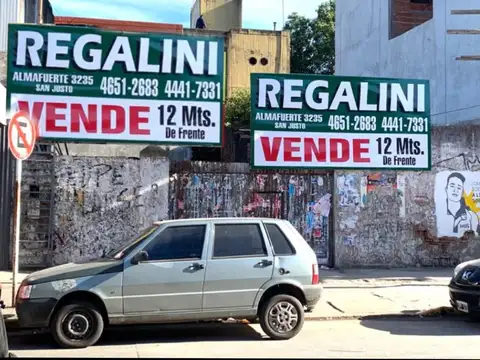 REGALINI
ALMAFUERTE 3235
SAN JUSTO
4651-2683 4441-7331
VENDE 12 Mts.
De Frente
REGALINI
ALMAFUERTE 3235
SAN JUSTO
4651-2683 4441-7331
VENDE 12 Mts.
De Frente
E